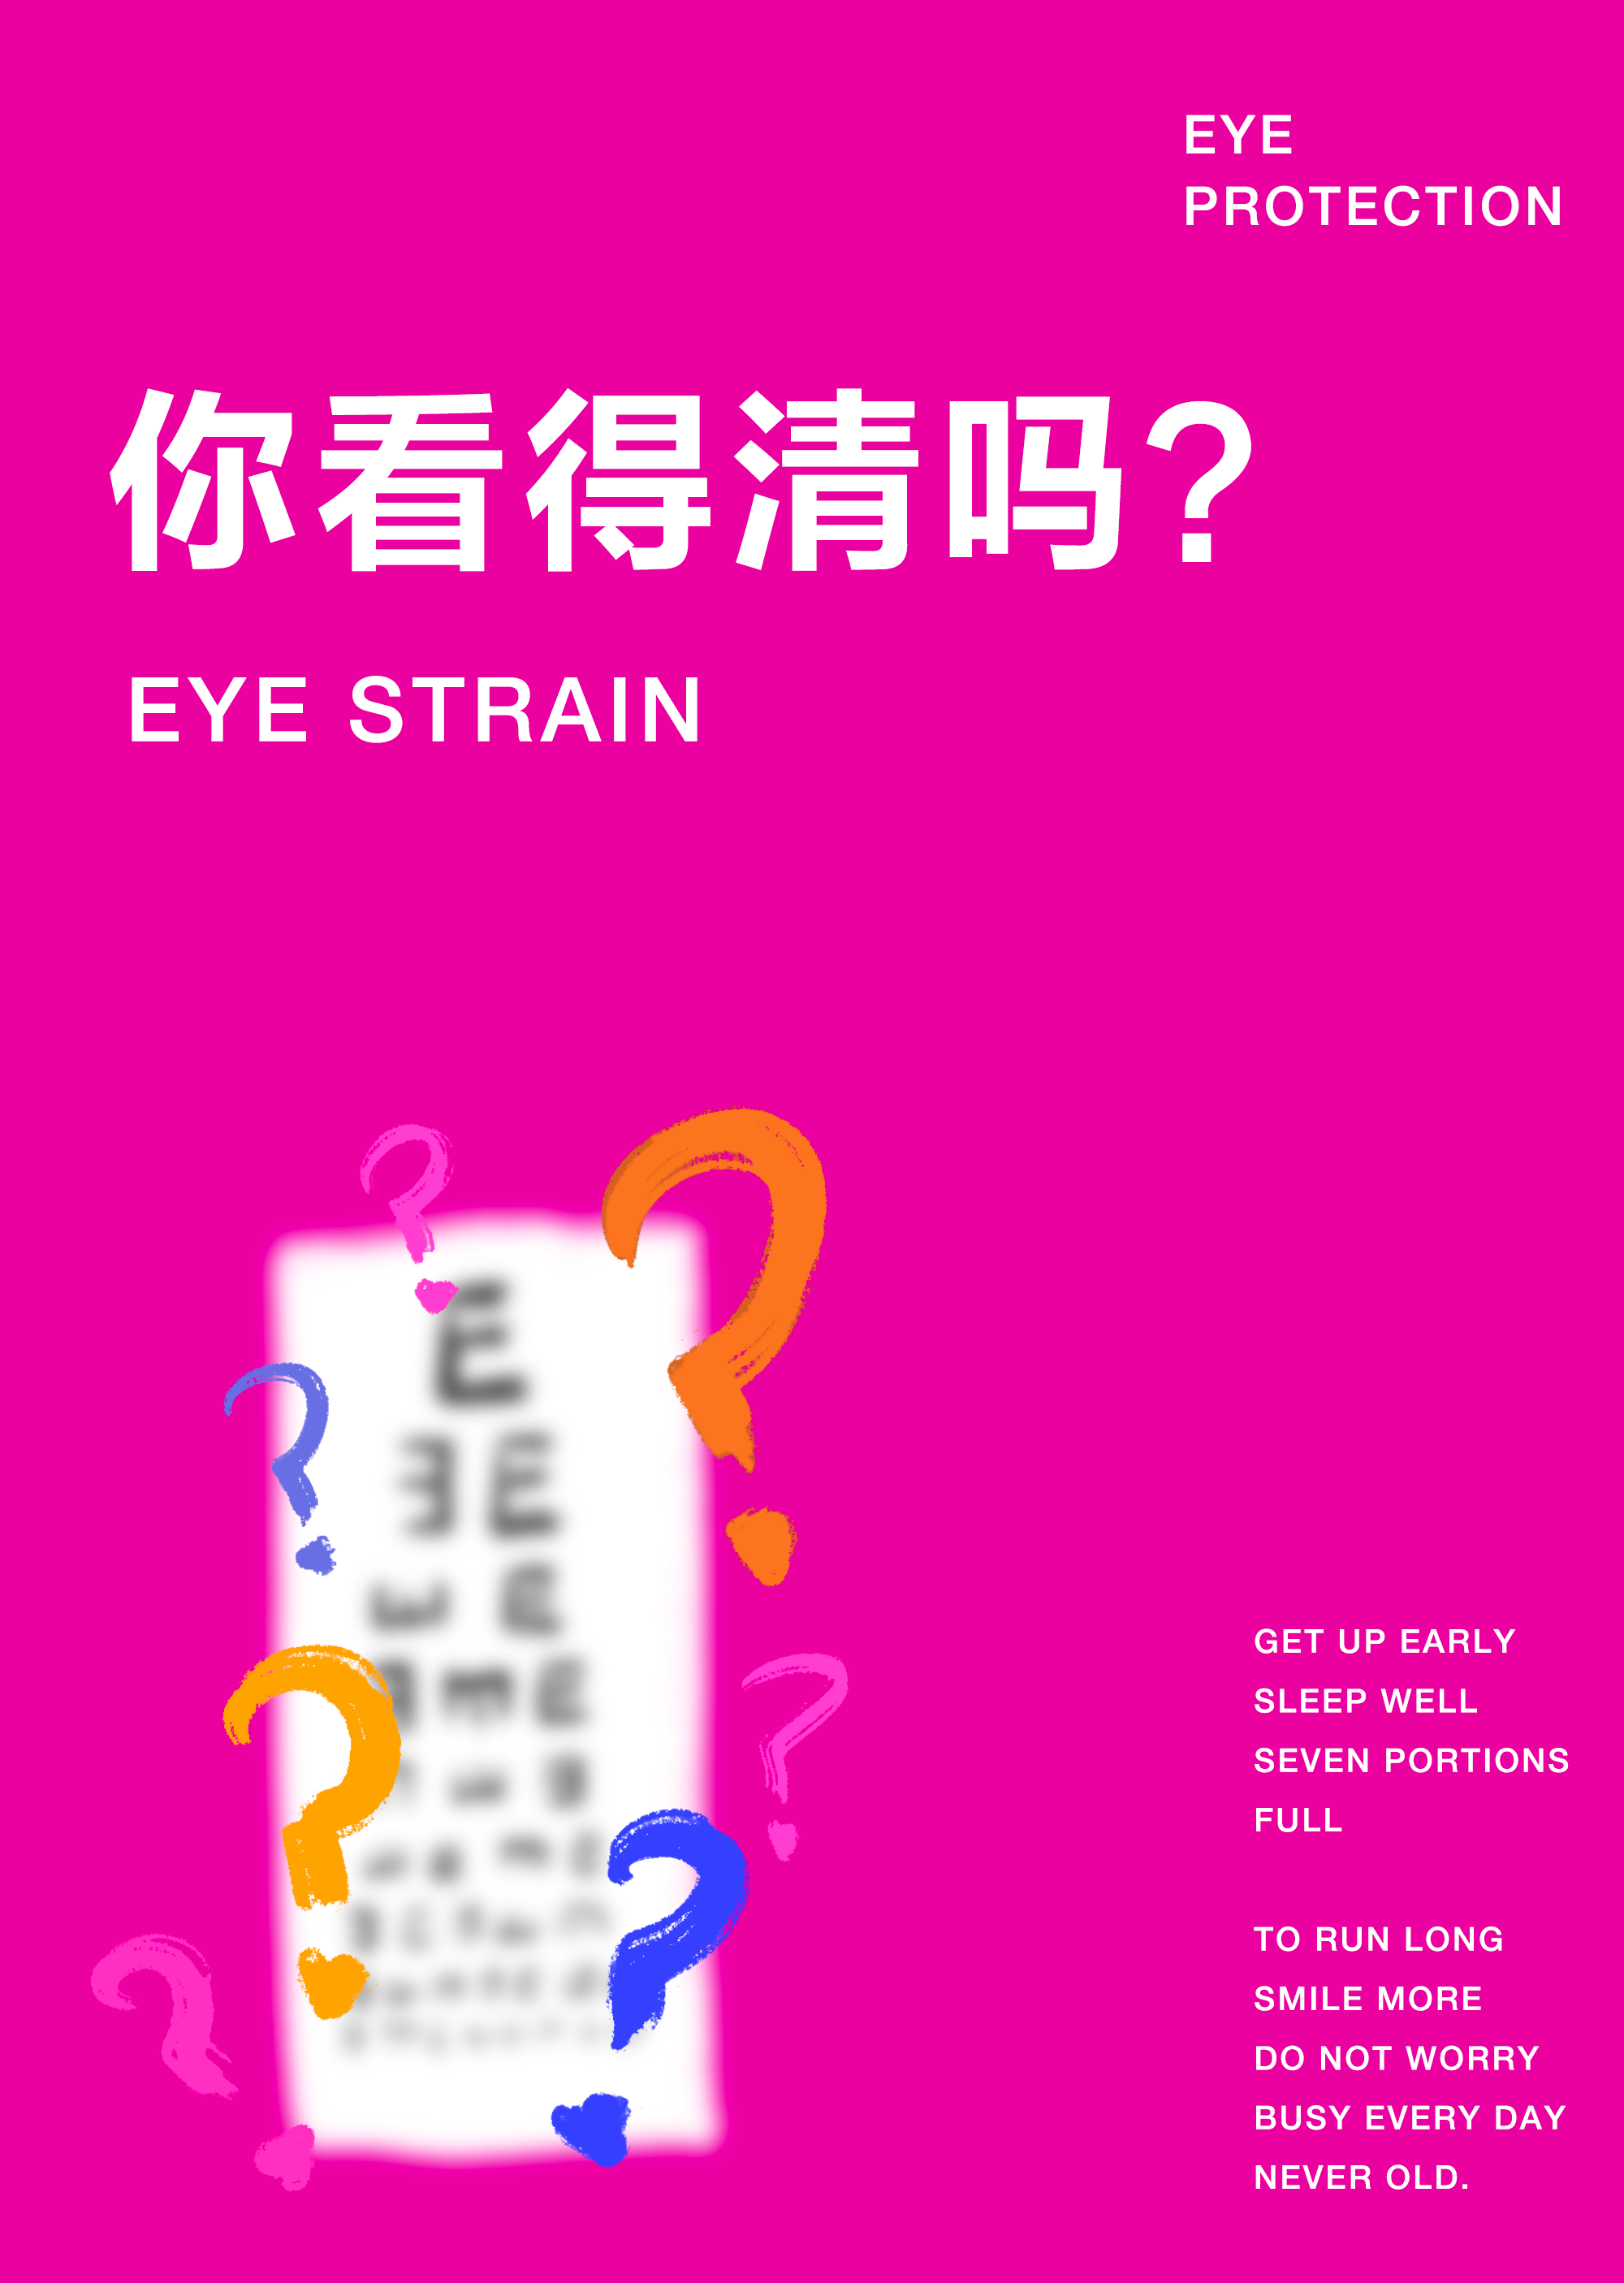 EYE
PROTECTION
你看得清吗?
EYE STRAIN
E
GET UP EARLY
SLEEP WELL
SEVEN PORTIONS
FULL
TO RUN LONG
SMILE MORE
DO NOT WORRY
BUSY EVERY DAY
NEVER OLD.